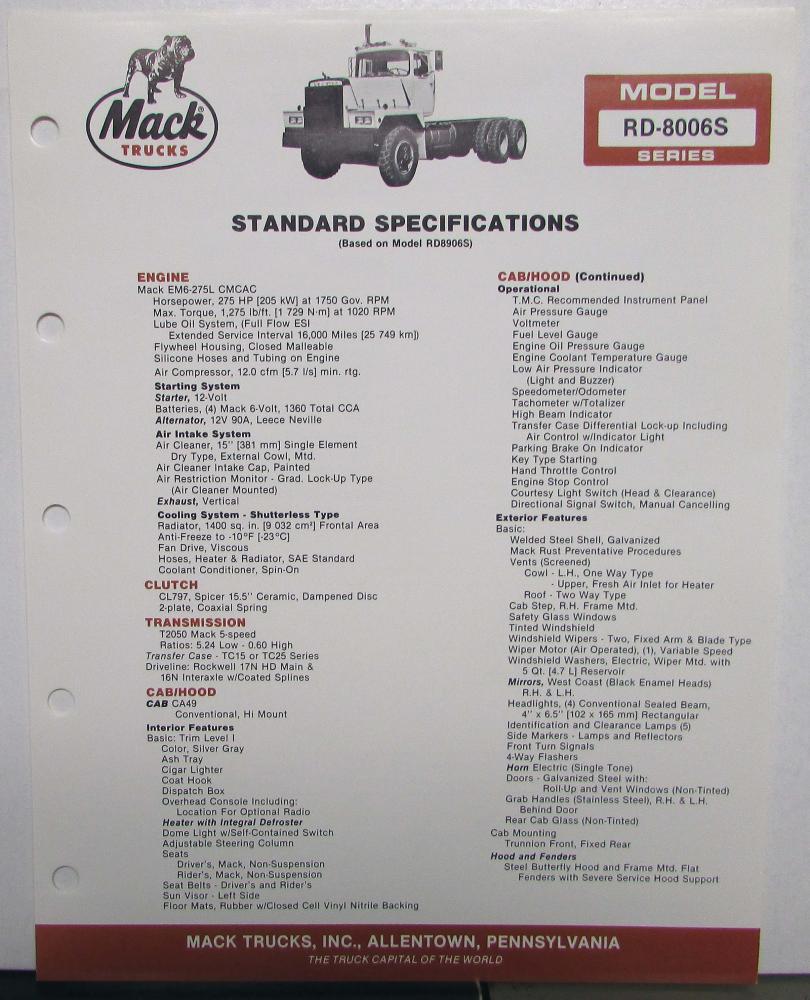 Mack®
TRUCKS
MODEL
RD-8006S
SERIES
STANDARD SPECIFICATIONS
(Based on Model RD8906S)
ENGINE
Mack EM6-275L CMCAC
Horsepower, 275 HP [205 kW] at 1750 Gov. RPM
Max. Torque, 1,275 lb/ft. [1 729 N·m] at 1020 RPM
Lube Oil System, (Full Flow ESI
Extended Service Interval 16,000 Miles [25 749 km])
Flywheel Housing, Closed Malleable
Silicone Hoses and Tubing on Engine
Air Compressor, 12.0 cfm [5.7 l/s] min. rtg.
Starting System
Starter, 12-Volt
Batteries, (4) Mack 6-Volt, 1360 Total CCA
Alternator, 12V 90A, Leece Neville
Air Intake System
Air Cleaner, 15" [381 mm] Single Element
Dry Type, External Cowl, Mtd.
Air Cleaner Intake Cap, Painted
Air Restriction Monitor - Grad. Lock-Up Type
(Air Cleaner Mounted)
Exhaust, Vertical
Cooling System - Shutterless Type
Radiator, 1400 sq. in. [9 032 cm²] Frontal Area
Anti-Freeze to -10°F [-23°C]
Fan Drive, Viscous
Hoses, Heater & Radiator, SAE Standard
Coolant Conditioner, Spin-On
CLUTCH
CL797, Spicer 15.5" Ceramic, Dampened Disc
2-plate, Coaxial Spring
TRANSMISSION
T2050 Mack 5-speed
Ratios: 5.24 Low - 0.60 High
Transfer Case - TC15 or TC25 Series
Driveline: Rockwell 17N HD Main &
16N Interaxle w/Coated Splines
CAB/HOOD
CAB CA49
Conventional, Hi Mount
Interior Features
Basic: Trim Level I
Color, Silver Gray
Ash Tray
Cigar Lighter
Coat Hook
Dispatch Box
Overhead Console Including:
Location For Optional Radio
Heater with Integral Defroster
Dome Light w/Self-Contained Switch
Adjustable Steering Column
Seats
Driver's, Mack, Non-Suspension
Rider's, Mack, Non-Suspension
Seat Belts - Driver's and Rider's
Sun Visor - Left Side
Floor Mats, Rubber w/Closed Cell Vinyl Nitrile Backing
CAB/HOOD (Continued)
Operational
T.M.C. Recommended Instrument Panel
Air Pressure Gauge
Voltmeter
Fuel Level Gauge
Engine Oil Pressure Gauge
Engine Coolant Temperature Gauge
Low Air Pressure Indicator
(Light and Buzzer)
Speedometer/Odometer
Tachometer w/Totalizer
High Beam Indicator
Transfer Case Differential Lock-up Including
Air Control w/Indicator Light
Parking Brake On Indicator
Key Type Starting
Hand Throttle Control
Engine Stop Control
Courtesy Light Switch (Head & Clearance)
Directional Signal Switch, Manual Cancelling
Exterior Features
Basic:
Welded Steel Shell, Galvanized
Mack Rust Preventative Procedures
Vents (Screened)
Cowl - L.H., One Way Type
- Upper, Fresh Air Inlet for Heater
Roof - Two Way Type
Cab Step, R.H. Frame Mtd.
Safety Glass Windows
Tinted Windshield
Windshield Wipers - Two, Fixed Arm & Blade Type
Wiper Motor (Air Operated), (1), Variable Speed
Windshield Washers, Electric, Wiper Mtd. with
5 Qt. [4.7 L] Reservoir
Mirrors, West Coast (Black Enamel Heads)
R.H. & L.H.
Headlights, (4) Conventional Sealed Beam,
4" x 6.5" [102 x 165 mm] Rectangular
Identification and Clearance Lamps (5)
Side Markers - Lamps and Reflectors
Front Turn Signals
4-Way Flashers
Horn Electric (Single Tone)
Doors - Galvanized Steel with:
Roll-Up and Vent Windows (Non-Tinted)
Grab Handles (Stainless Steel), R.H. & L.H.
Behind Door
Rear Cab Glass (Non-Tinted)
Cab Mounting
Trunnion Front, Fixed Rear
Hood and Fenders
Steel Butterfly Hood and Frame Mtd. Flat
Fenders with Severe Service Hood Support
MACK TRUCKS, INC., ALLENTOWN, PENNSYLVANIA
THE TRUCK CAPITAL OF THE WORLD